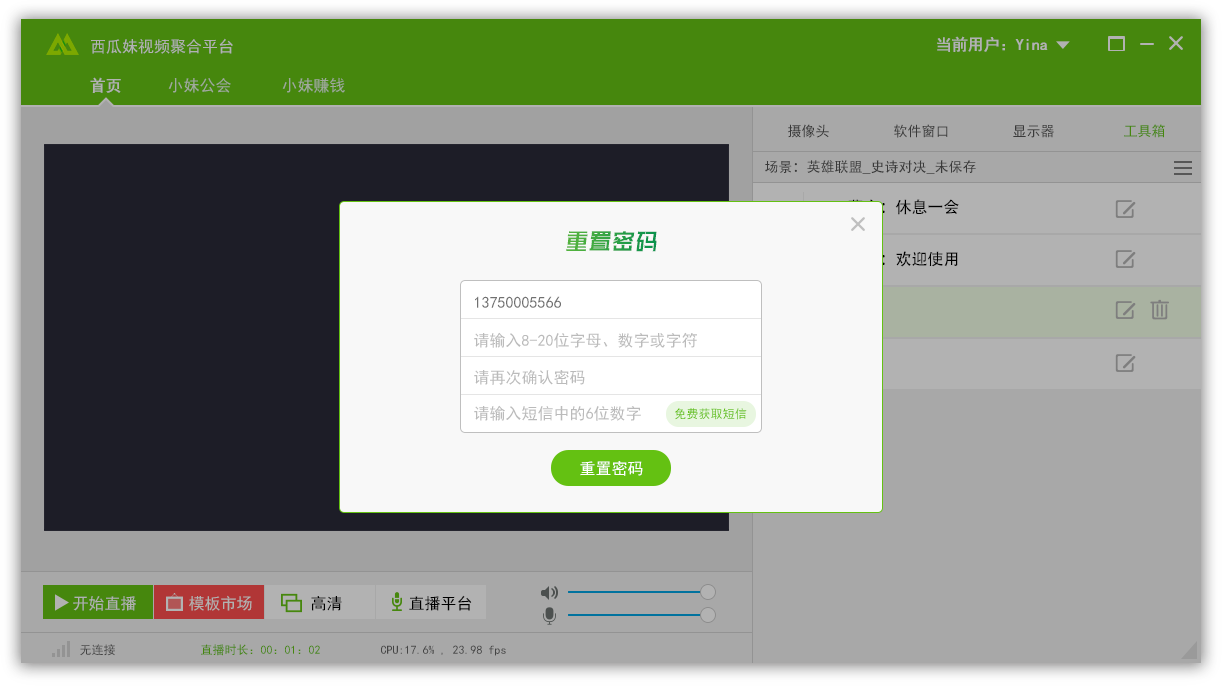 西瓜妹视频聚合平台
当前用户：Yina
首页
小妹公会
小妹赚钱
摄像头
软件窗口
显示器
工具箱
场景：英雄联盟_史诗对决_未保存
：休息一会
：欢迎使用
重置密码
13750005566
请输入8-20位字母、数字或字符
请再次确认密码
请输入短信中的6位数字
免费获取短信
重置密码
开始直播
模板市场
高清
直播平台
无连接
直播时长：00：01：02
CPU:17.6% , 23.98 fps